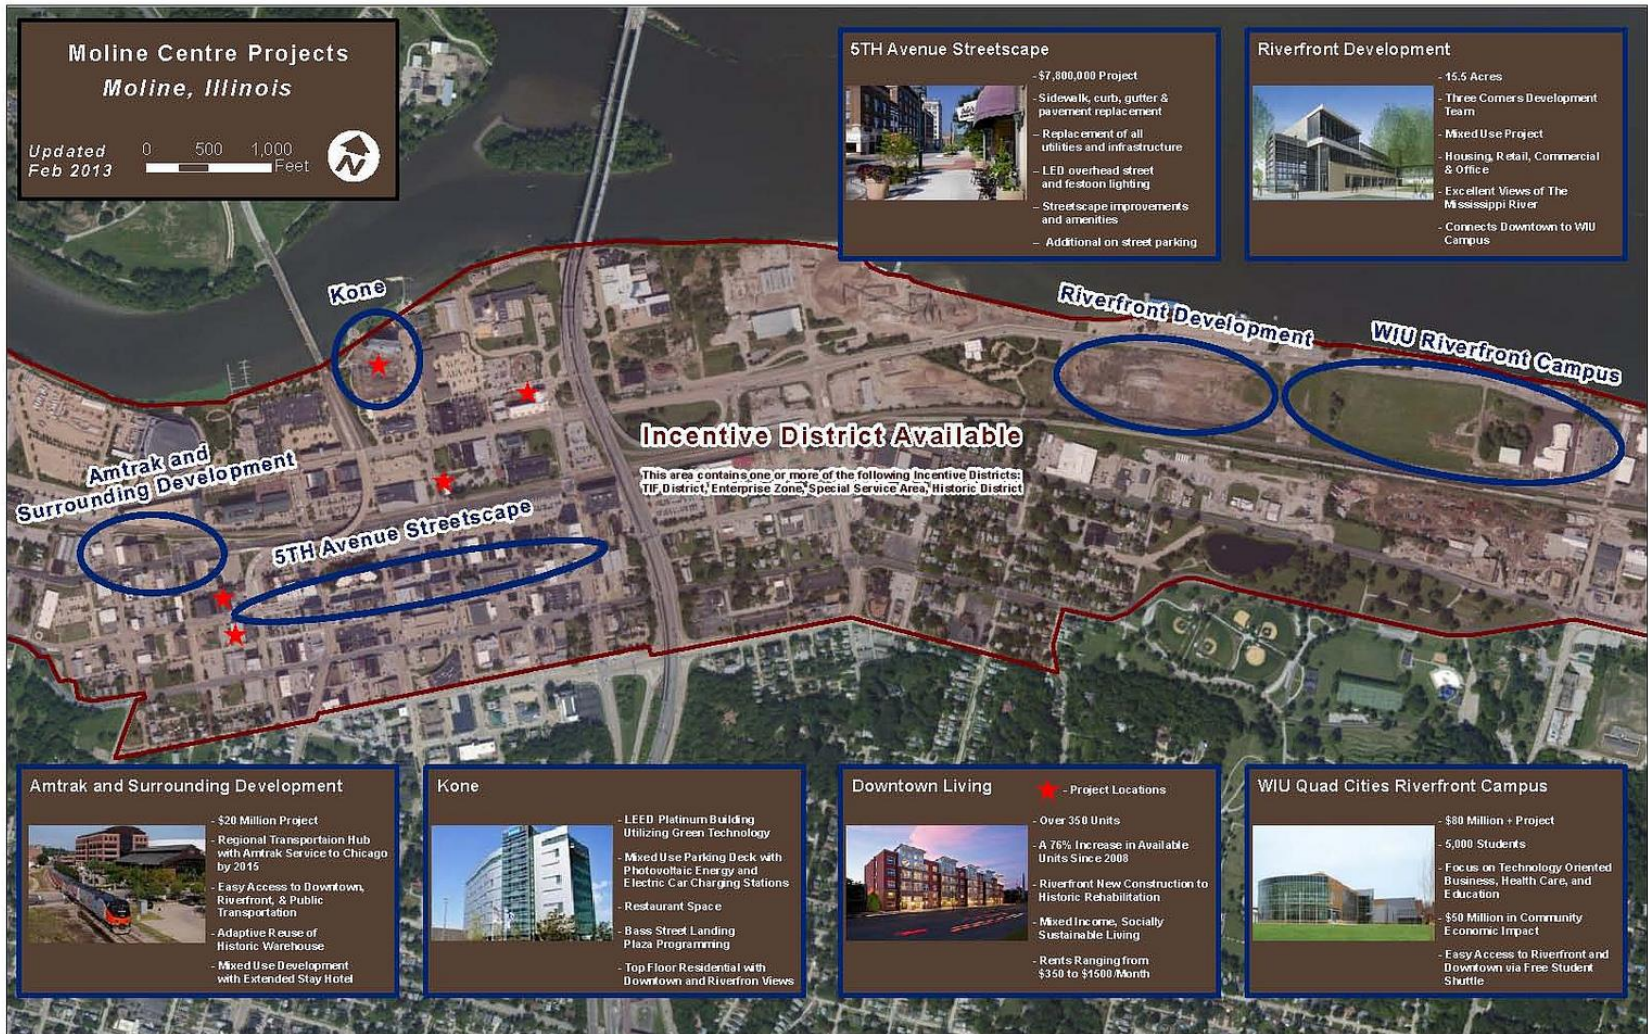 Moline Centre Projects
Moline, Illinois
Updated
Feb 2013
0 500 1,000
Feet
N
5TH Avenue Streetscape
- $7,800,000 Project
- Sidewalk, curb, gutter &
pavement replacement
- Replacement of all
utilities and infrastructure
- LED overhead street
and festoon lighting
- Streetscape improvements
and amenities
- Additional on street parking
Riverfront Development
- 15.5 Acres
- Three Corners Development
Team
- Mixed Use Project
- Housing, Retail, Commercial
& Office
- Excellent Views of The
Mississippi River
- Connects Downtown to WIU
Campus
Kone
Riverfront Development
WIU Riverfront Campus
Incentive District Available
This area contains one or more of the following Incentive Districts:
TIF District, Enterprise Zone, Special Service Area, Historic District
Amtrak and
Surrounding Development
5TH Avenue Streetscape
Amtrak and Surrounding Development
- $20 Million Project
- Regional Transportaion Hub
with Amtrak Service to Chicago
by 2015
- Easy Access to Downtown,
Riverfront, & Public
Transportation
- Adaptive Reuse of
Historic Warehouse
- Mixed Use Development
with Extended Stay Hotel
Kone
- LEED Platinum Building
Utilizing Green Technology
- Mixed Use Parking Deck with
Photovoltaic Energy and
Electric Car Charging Stations
- Restaurant Space
- Bass Street Landing
Plaza Programming
- Top Floor Residential with
Downtown and Riverfron Views
Downtown Living
- Project Locations
- Over 350 Units
- A 76% Increase in Available
Units Since 2008
- Riverfront New Construction to
Historic Rehabilitation
- Mixed Income, Socially
Sustainable Living
- Rents Ranging from
$350 to $1500/Month
WIU Quad Cities Riverfront Campus
- $80 Million + Project
- 5,000 Students
- Focus on Technology Oriented
Business, Health Care, and
Education
- $50 Million in Community
Economic Impact
- Easy Access to Riverfront and
Downtown via Free Student
Shuttle